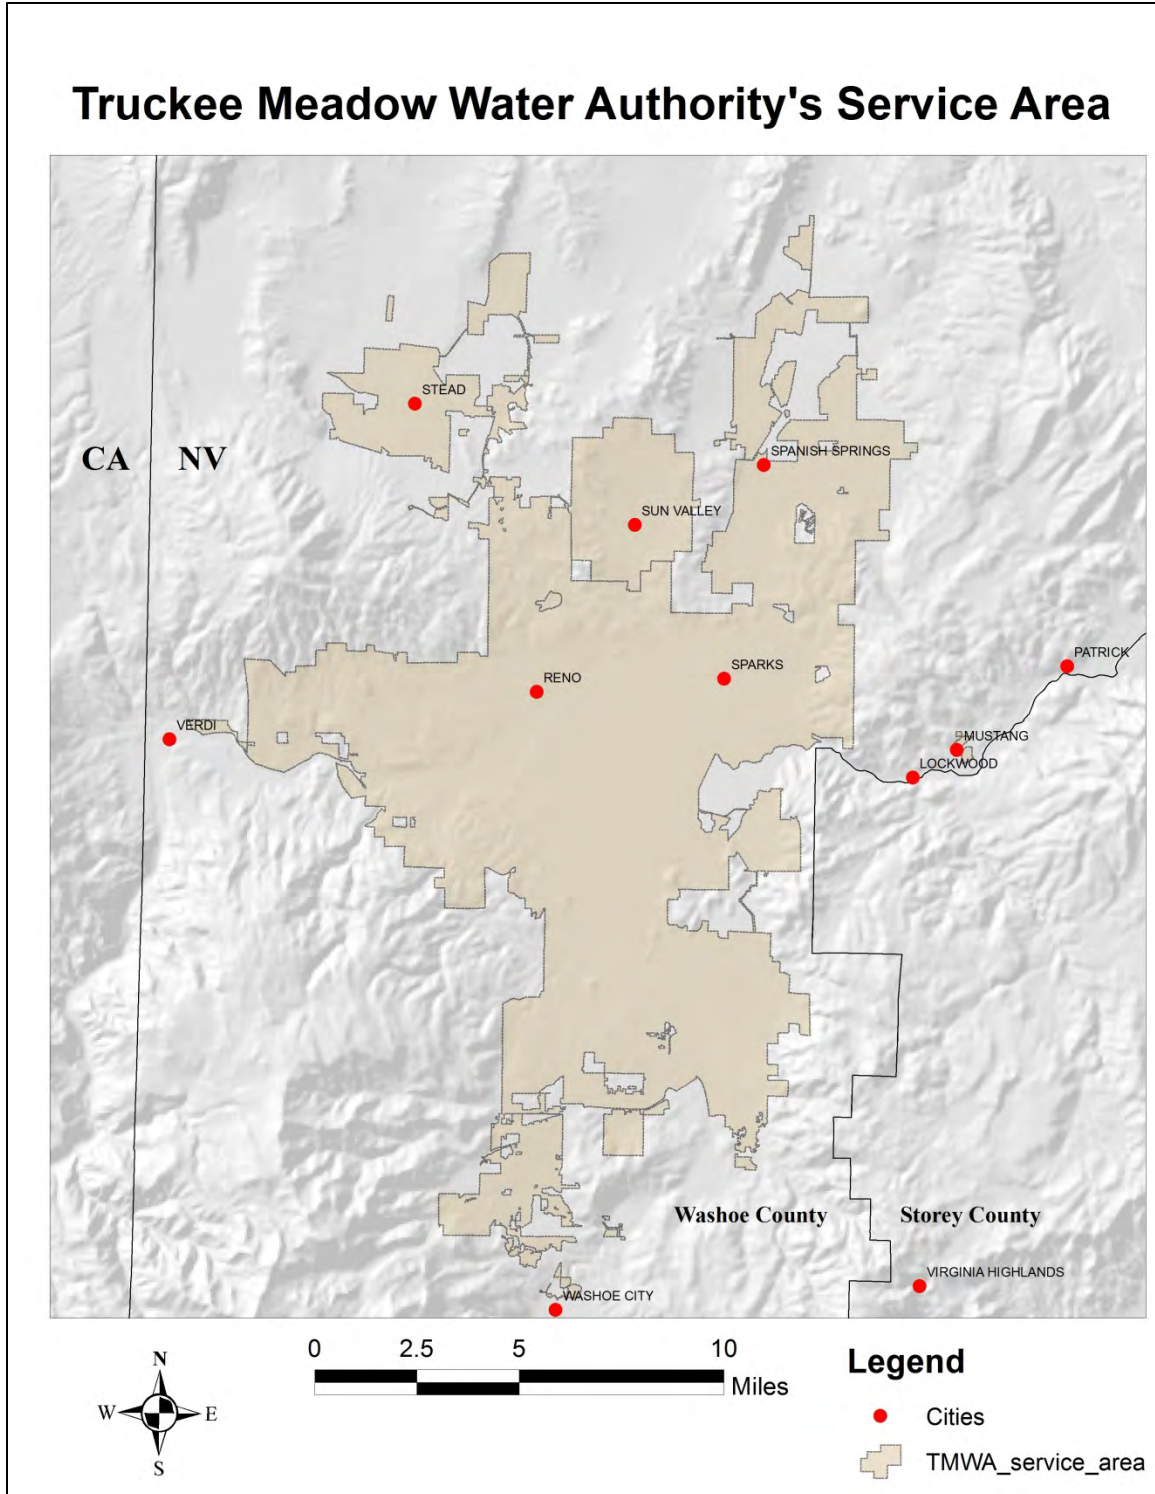 Truckee Meadow Water Authority's Service Area
STEAD
CA
NV
SPANISH SPRINGS
SUN VALLEY
PATRICK
RENO
SPARKS
VERDI
MUSTANG
LOCKWOOD
Washoe County
Storey County
VIRGINIA HIGHLANDS
WASHOE CITY
0 2.5 5 10
Miles
N
W E
S
Legend
Cities
TMWA_service_area